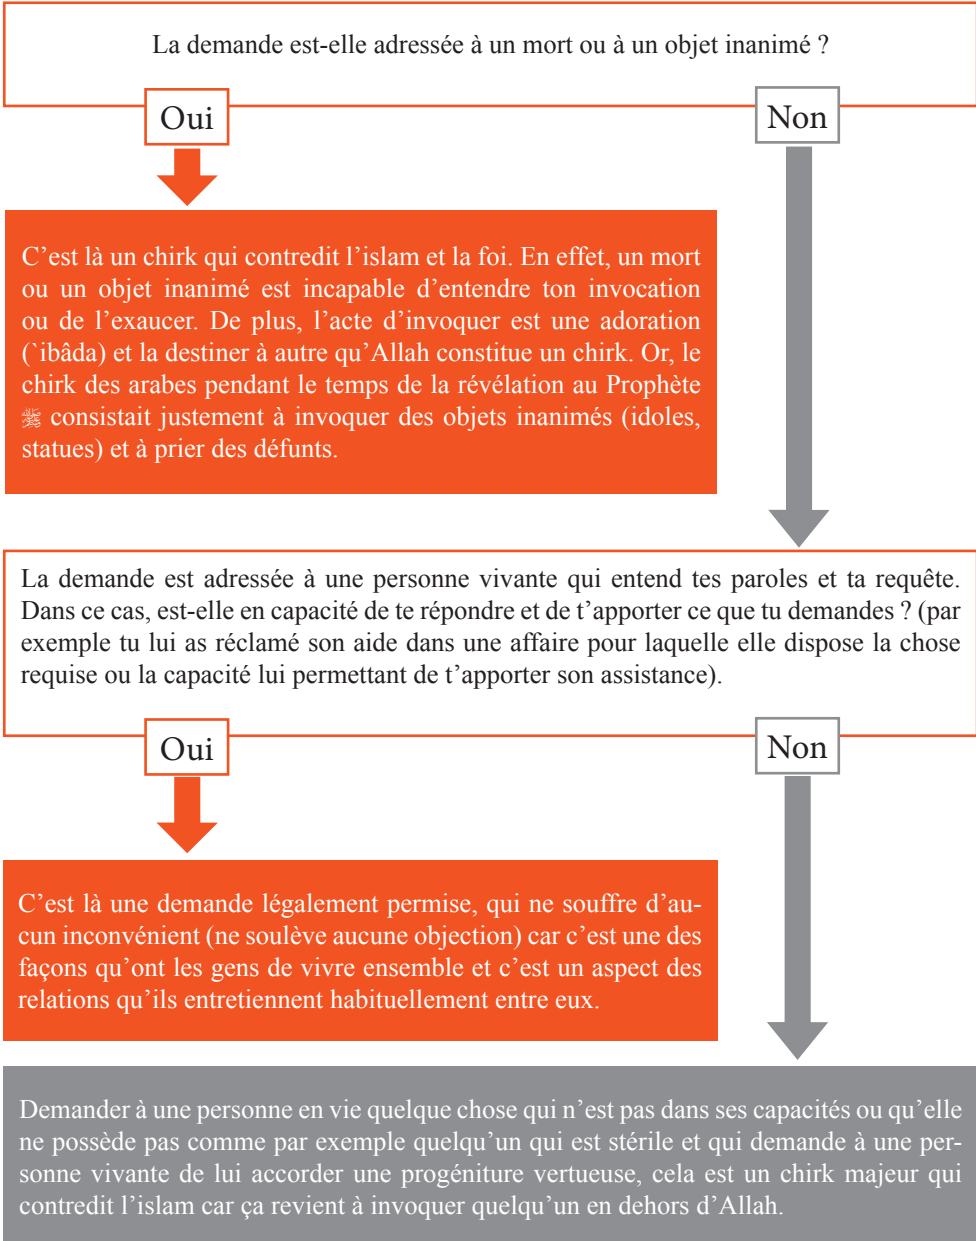 La demande est-elle adressée à un mort ou à un objet inanimé ?
Oui
Non
C’est là un chirk qui contredit l’islam et la foi. En effet, un mort
ou un objet inanimé est incapable d’entendre ton invocation
ou de l’exaucer. De plus, l’acte d’invoquer est une adoration
(`ibâda) et la destiner à autre qu’Allah constitue un chirk. Or, le
chirk des arabes pendant le temps de la révélation au Prophète
ﷺ consistait justement à invoquer des objets inanimés (idoles,
statues) et à prier des défunts.
La demande est adressée à une personne vivante qui entend tes paroles et ta requête.
Dans ce cas, est-elle en capacité de te répondre et de t’apporter ce que tu demandes ? (par
exemple tu lui as réclamé son aide dans une affaire pour laquelle elle dispose la chose
requise ou la capacité lui permettant de t’apporter son assistance).
Oui
Non
C’est là une demande légalement permise, qui ne souffre d’au-
cun inconvénient (ne soulève aucune objection) car c’est une des
façons qu’ont les gens de vivre ensemble et c’est un aspect des
relations qu’ils entretiennent habituellement entre eux.
Demander à une personne en vie quelque chose qui n’est pas dans ses capacités ou qu’elle
ne possède pas comme par exemple quelqu’un qui est stérile et qui demande à une per-
sonne vivante de lui accorder une progéniture vertueuse, cela est un chirk majeur qui
contredit l’islam car ça revient à invoquer quelqu’un en dehors d’Allah.